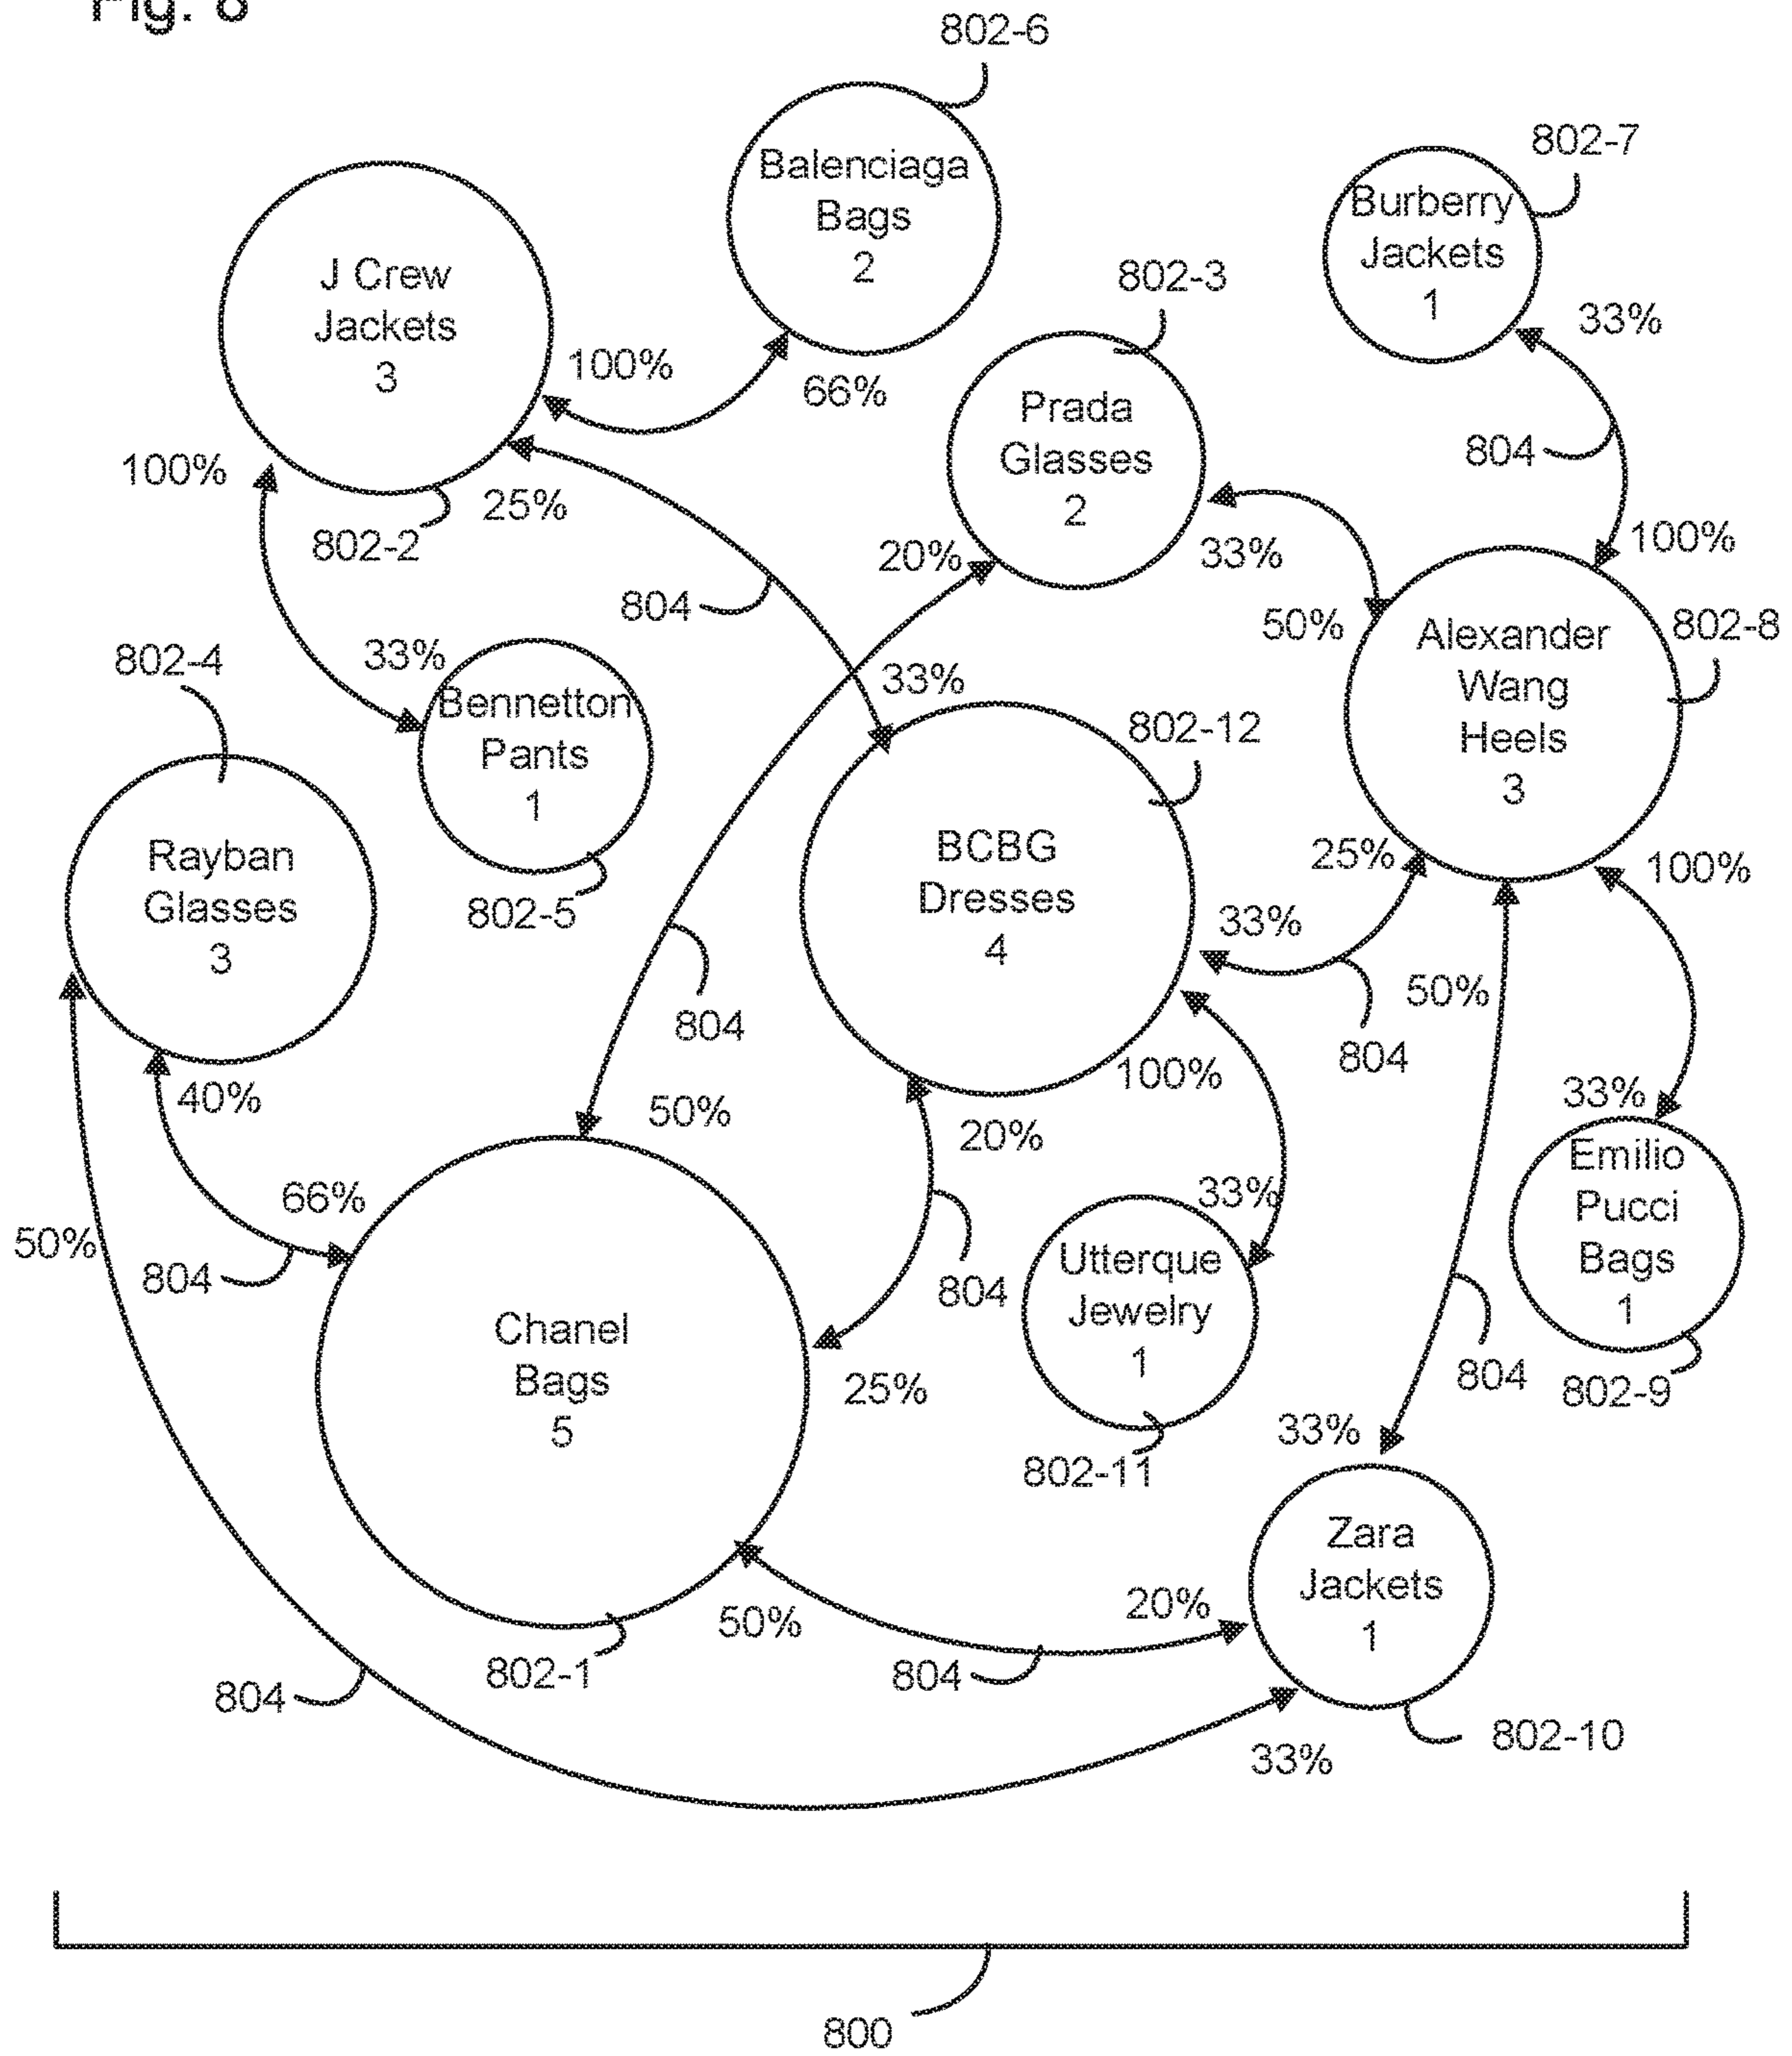 Fig. 8
802-6
Balenciaga
Bags
2
802-7
Burberry
Jackets
1
J Crew
Jackets
3
802-3
Prada
Glasses
2
33%
100%
66%
804
100%
25%
802-2
20%
33%
100%
804
50%
Alexander
Wang
Heels
3
802-8
802-4
33%
Bennetton
Pants
1
802-5
33%
802-12
BCBG
Dresses
4
Rayban
Glasses
3
25%
100%
33%
50%
804
804
40%
50%
100%
20%
33%
66%
50%
804
33%
804
Emilio
Pucci
Bags
1
802-9
Utterque
Jewelry
1
802-11
Chanel
Bags
5
25%
804
33%
Zara
Jackets
1
50%
20%
802-1
804
804
802-10
33%
800